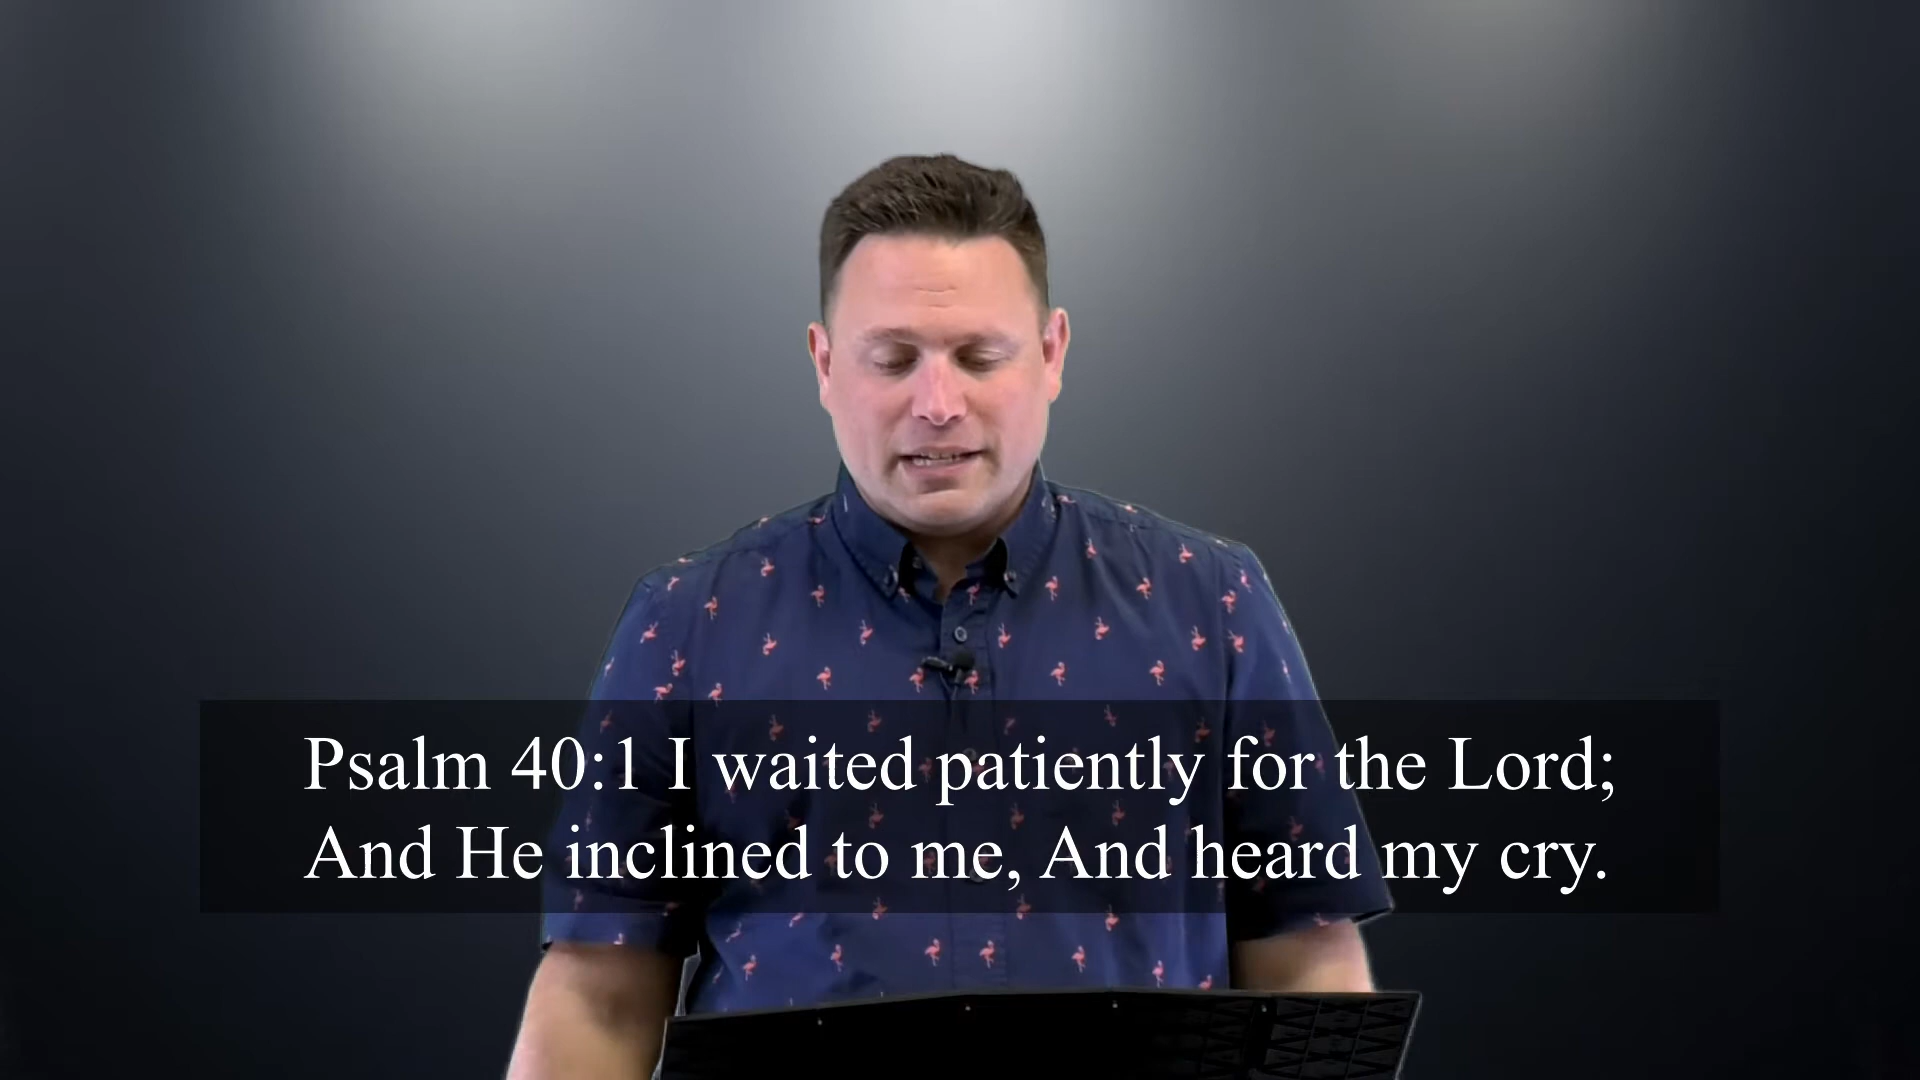 Psalm 40:1 I waited patiently for the Lord;
And He inclined to me, And heard my cry.